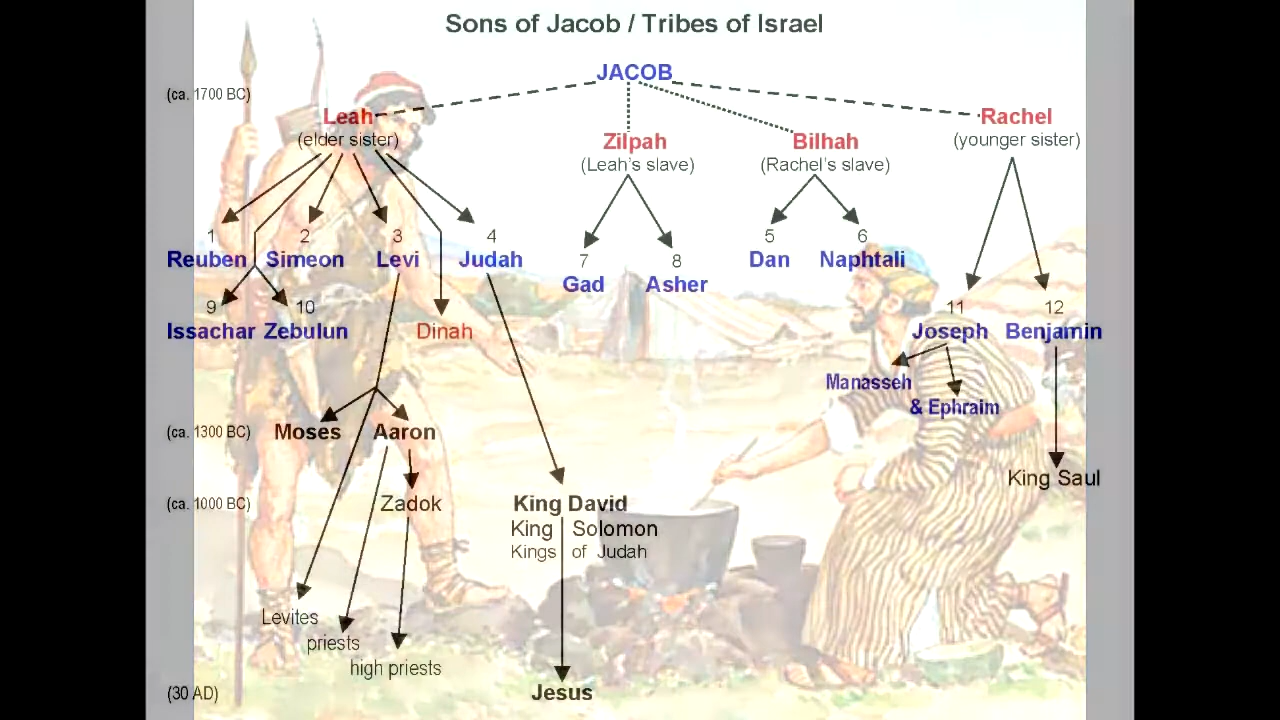 Sons of Jacob / Tribes of Israel
JACOB
(ca. 1700 BC)
Leah
(elder sister)
Zilpah
(Leah's slave)
Bilhah
(Rachel's slave)
Rachel
(younger sister)
1 2 3 4 5 6
Reuben Simeon Levi Judah Dan Naphtali
7 8
Gad Asher
9 10 11 12
Issachar Zebulun Dinah Joseph Benjamin
Manasseh
& Ephraim
(ca. 1300 BC) Moses Aaron
King Saul
(ca. 1000 BC) Zadok King David
King Solomon
Kings of Judah
Levites
priests
high priests
(30 AD) Jesus